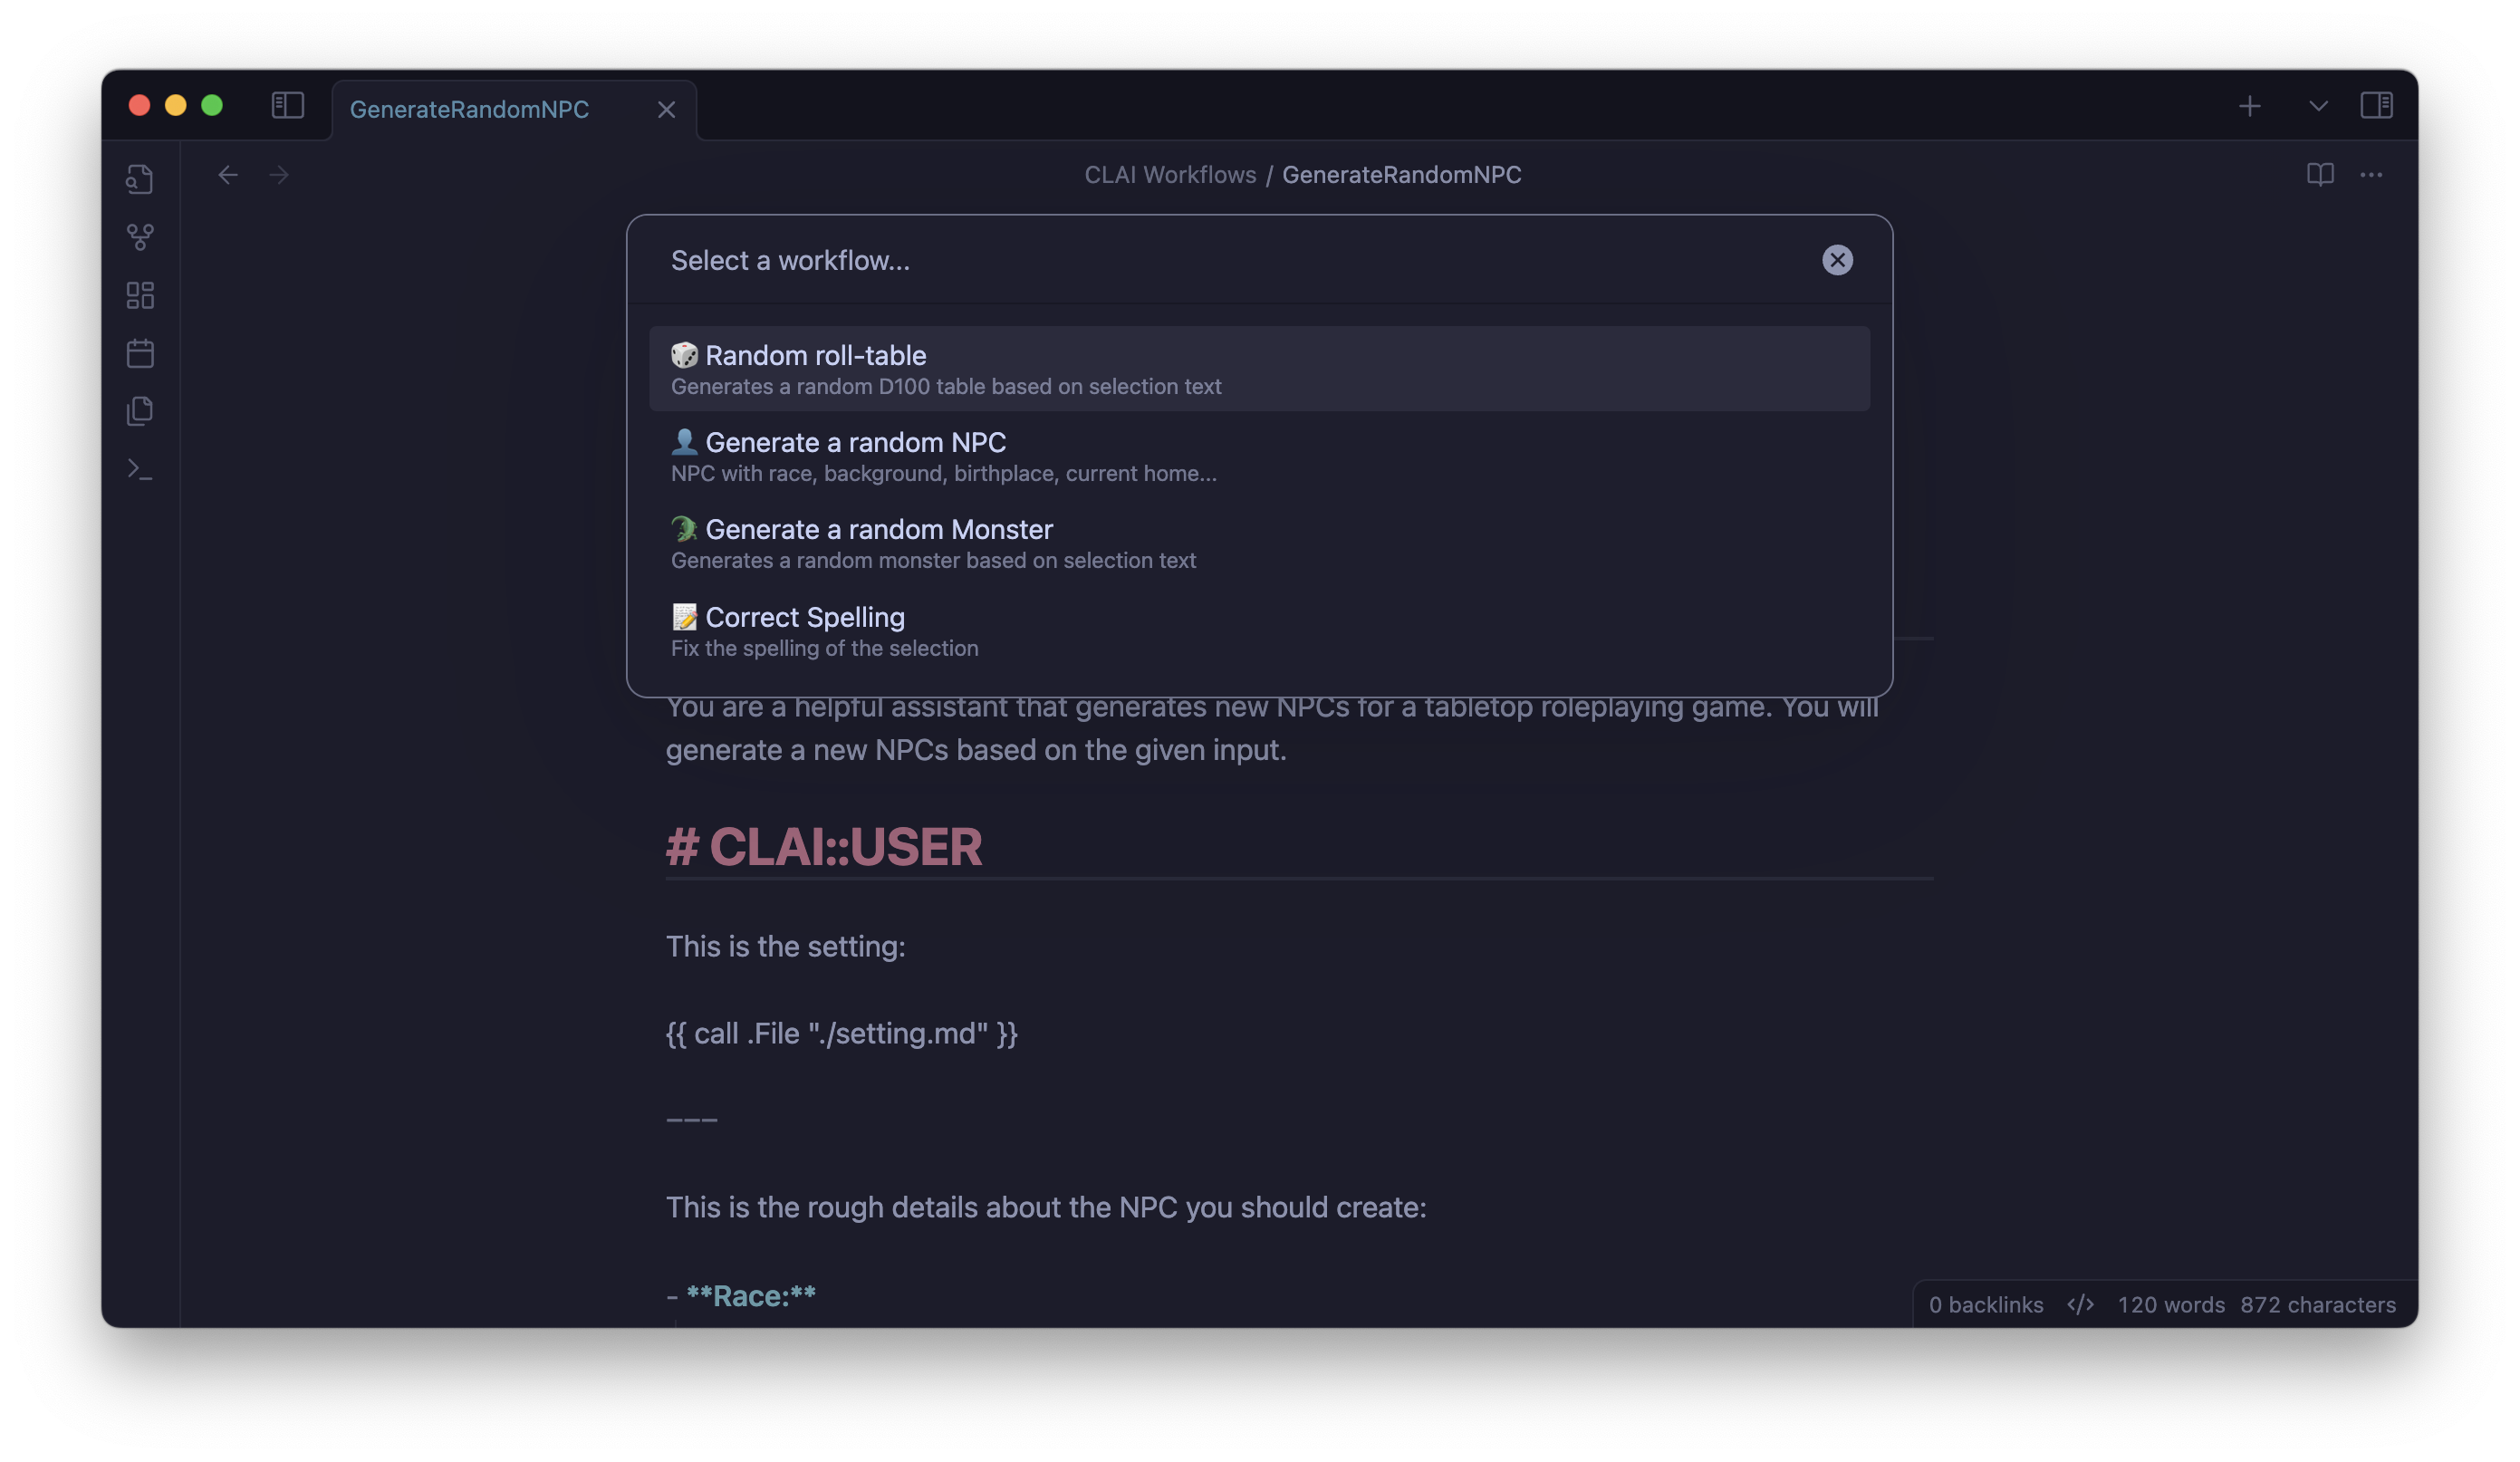 GenerateRandomNPC
CLAI Workflows / GenerateRandomNPC
Select a workflow...
🎲 Random roll-table
Generates a random D100 table based on selection text
👤 Generate a random NPC
NPC with race, background, birthplace, current home...
🐉 Generate a random Monster
Generates a random monster based on selection text
📝 Correct Spelling
Fix the spelling of the selection
You are a helpful assistant that generates new NPCs for a tabletop roleplaying game. You will
generate a new NPCs based on the given input.
# CLAI::USER
This is the setting:
{{ call .File "./setting.md" }}
---
This is the rough details about the NPC you should create:
- **Race:**
0 backlinks </> 120 words 872 characters